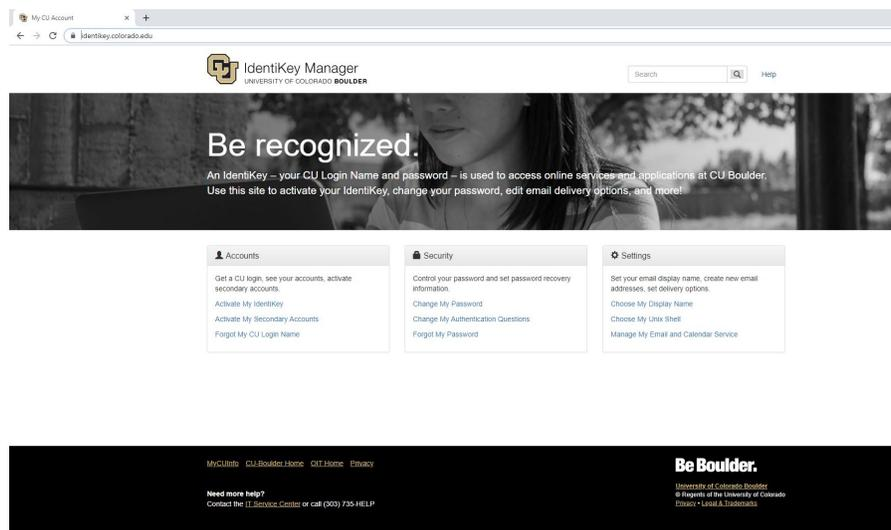 My CU Account
identikey.colorado.edu
CU
IdentiKey Manager
UNIVERSITY OF COLORADO BOULDER
Search
Help
Be recognized.
An IdentiKey – your CU Login Name and password – is used to access online services and applications at CU Boulder.
Use this site to activate your IdentiKey, change your password, edit email delivery options, and more!
Accounts
Get a CU login, see your accounts, activate
secondary accounts.
Activate My IdentiKey
Activate My Secondary Accounts
Forgot My CU Login Name
Security
Control your password and set password recovery
information.
Change My Password
Change My Authentication Questions
Forgot My Password
Settings
Set your email display name, create new email
addresses, set delivery options.
Choose My Display Name
Choose My Unix Shell
Manage My Email and Calendar Service
MyCUInfo CU-Boulder Home OIT Home Privacy
Need more help?
Contact the IT Service Center or call (303) 735-HELP
Be Boulder.
University of Colorado Boulder
© Regents of the University of Colorado
Privacy • Legal & Trademarks